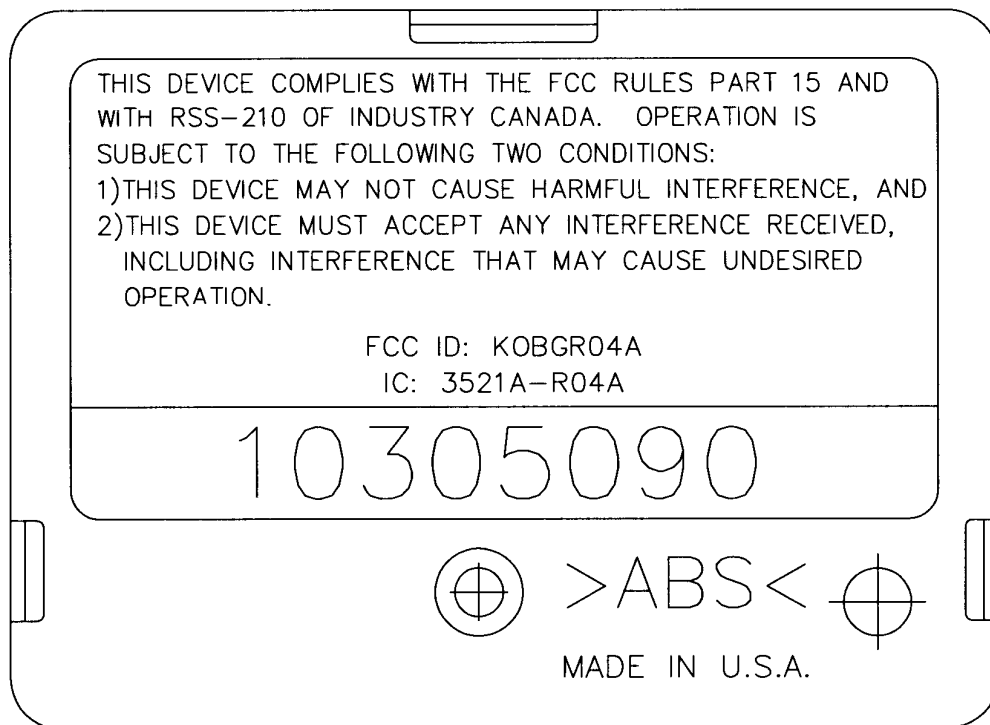 THIS DEVICE COMPLIES WITH THE FCC RULES PART 15 AND
WITH RSS-210 OF INDUSTRY CANADA. OPERATION IS
SUBJECT TO THE FOLLOWING TWO CONDITIONS:
1)THIS DEVICE MAY NOT CAUSE HARMFUL INTERFERENCE, AND
2)THIS DEVICE MUST ACCEPT ANY INTERFERENCE RECEIVED,
INCLUDING INTERFERENCE THAT MAY CAUSE UNDESIRED
OPERATION.
FCC ID: KOBGR04A
IC: 3521A-R04A
10305090
>ABS<
MADE IN U.S.A.